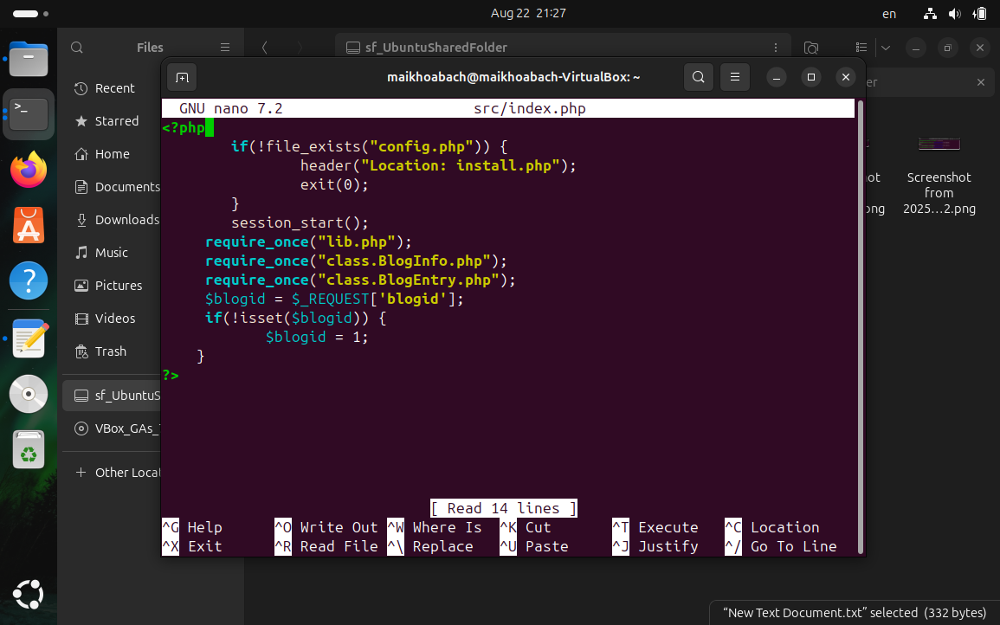 Aug 22 21:27
en
Files
sf_UbuntuSharedFolder
Recent
Starred
Home
Documents
Downloads
Music
Pictures
Videos
Trash
sf_UbuntuS
VBox_GAs_
Other Locat
er
ot
ong
Screenshot
from
2025…2.png
maikhoabach@maikhoabach-VirtualBox: ~
GNU nano 7.2 src/index.php
<?php
if(!file_exists("config.php")) {
header("Location: install.php");
exit(0);
}
session_start();
require_once("lib.php");
require_once("class.BlogInfo.php");
require_once("class.BlogEntry.php");
$blogid = $_REQUEST['blogid'];
if(!isset($blogid)) {
$blogid = 1;
}
?>
[ Read 14 lines ]
^G Help ^O Write Out ^W Where Is ^K Cut ^T Execute ^C Location
^X Exit ^R Read File ^\ Replace ^U Paste ^J Justify ^/ Go To Line
"New Text Document.txt" selected (332 bytes)